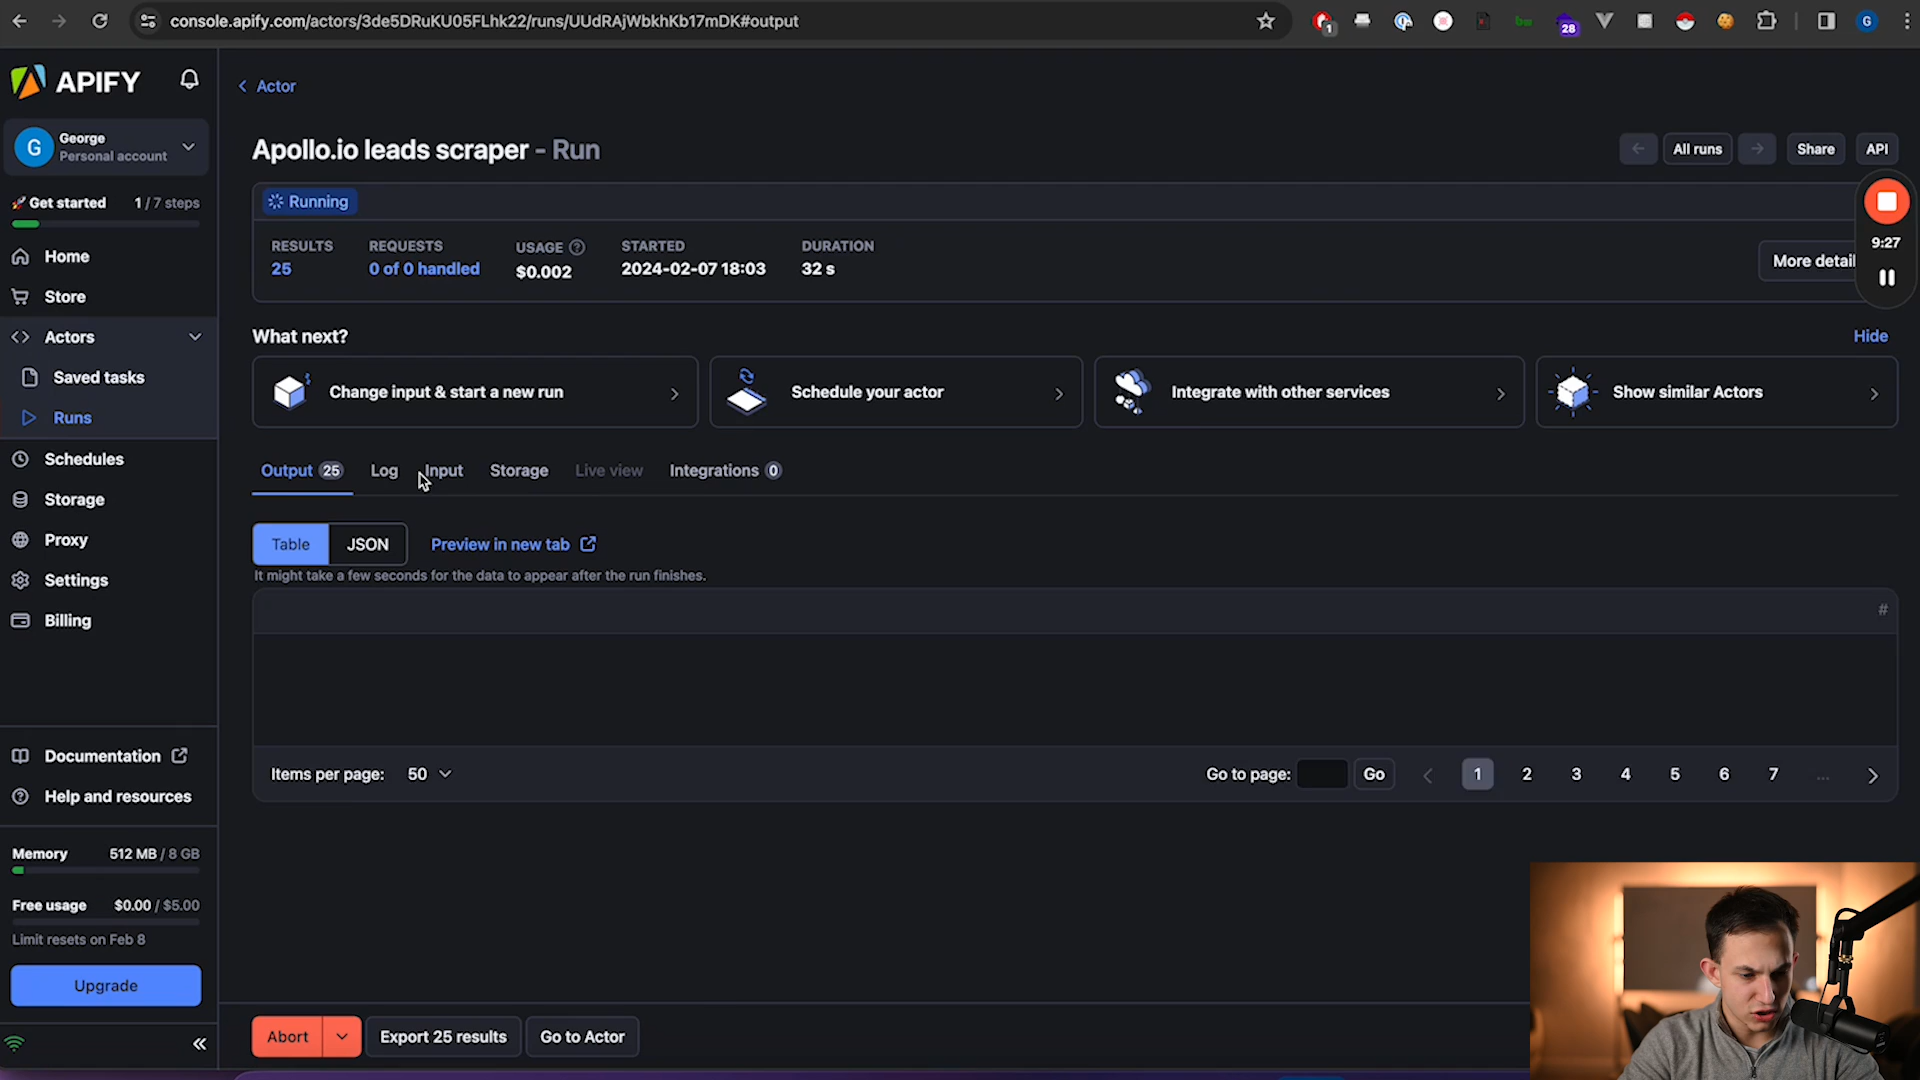 console.apify.com/actors/3de5DRuKU05FLhk22/runs/UUdRAjWbkhKb17mDK#output
1
28
G
APIFY
G
George
Personal account
Get started 1 / 7 steps
Home
Store
Actors
Saved tasks
Runs
Schedules
Storage
Proxy
Settings
Billing
Documentation
Help and resources
Memory 512 MB / 8 GB
Free usage $0.00 / $5.00
Limit resets on Feb 8
Upgrade
Actor
Apollo.io leads scraper - Run
All runs
Share
API
Running
RESULTS REQUESTS USAGE STARTED DURATION
25 0 of 0 handled $0.002 2024-02-07 18:03 32 s
More detail
9:27
What next?
Hide
Change input & start a new run
Schedule your actor
Integrate with other services
Show similar Actors
Output 25 Log Input Storage Live view Integrations 0
Table JSON Preview in new tab
It might take a few seconds for the data to appear after the run finishes.
#
Items per page: 50
Go to page: Go 1 2 3 4 5 6 7 ...
Abort Export 25 results Go to Actor